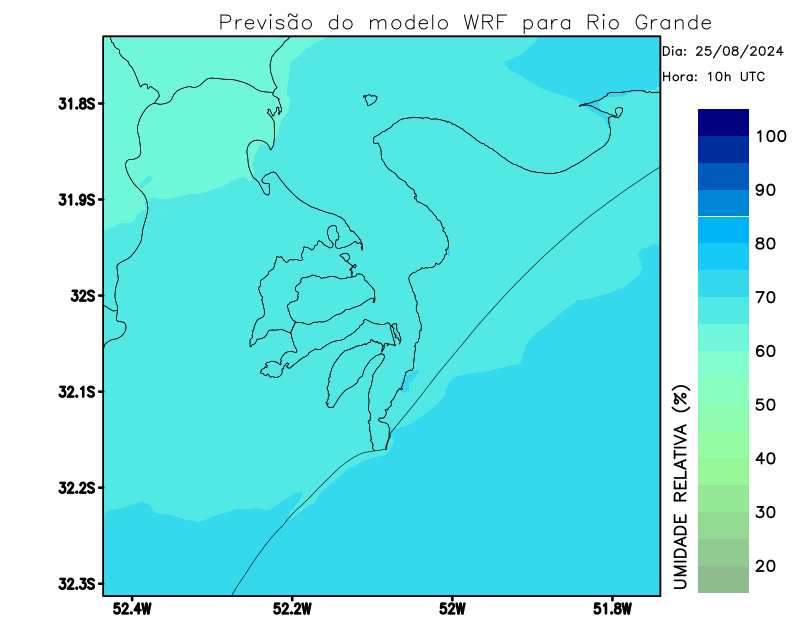 Previsão do modelo WRF para Rio Grande
Dia: 25/08/2024
Hora: 10h UTC
31.8S
31.9S
32S
32.1S
32.2S
32.3S
52.4W
52.2W
52W
51.8W
100
90
80
70
60
50
40
30
20
UMIDADE RELATIVA (%)